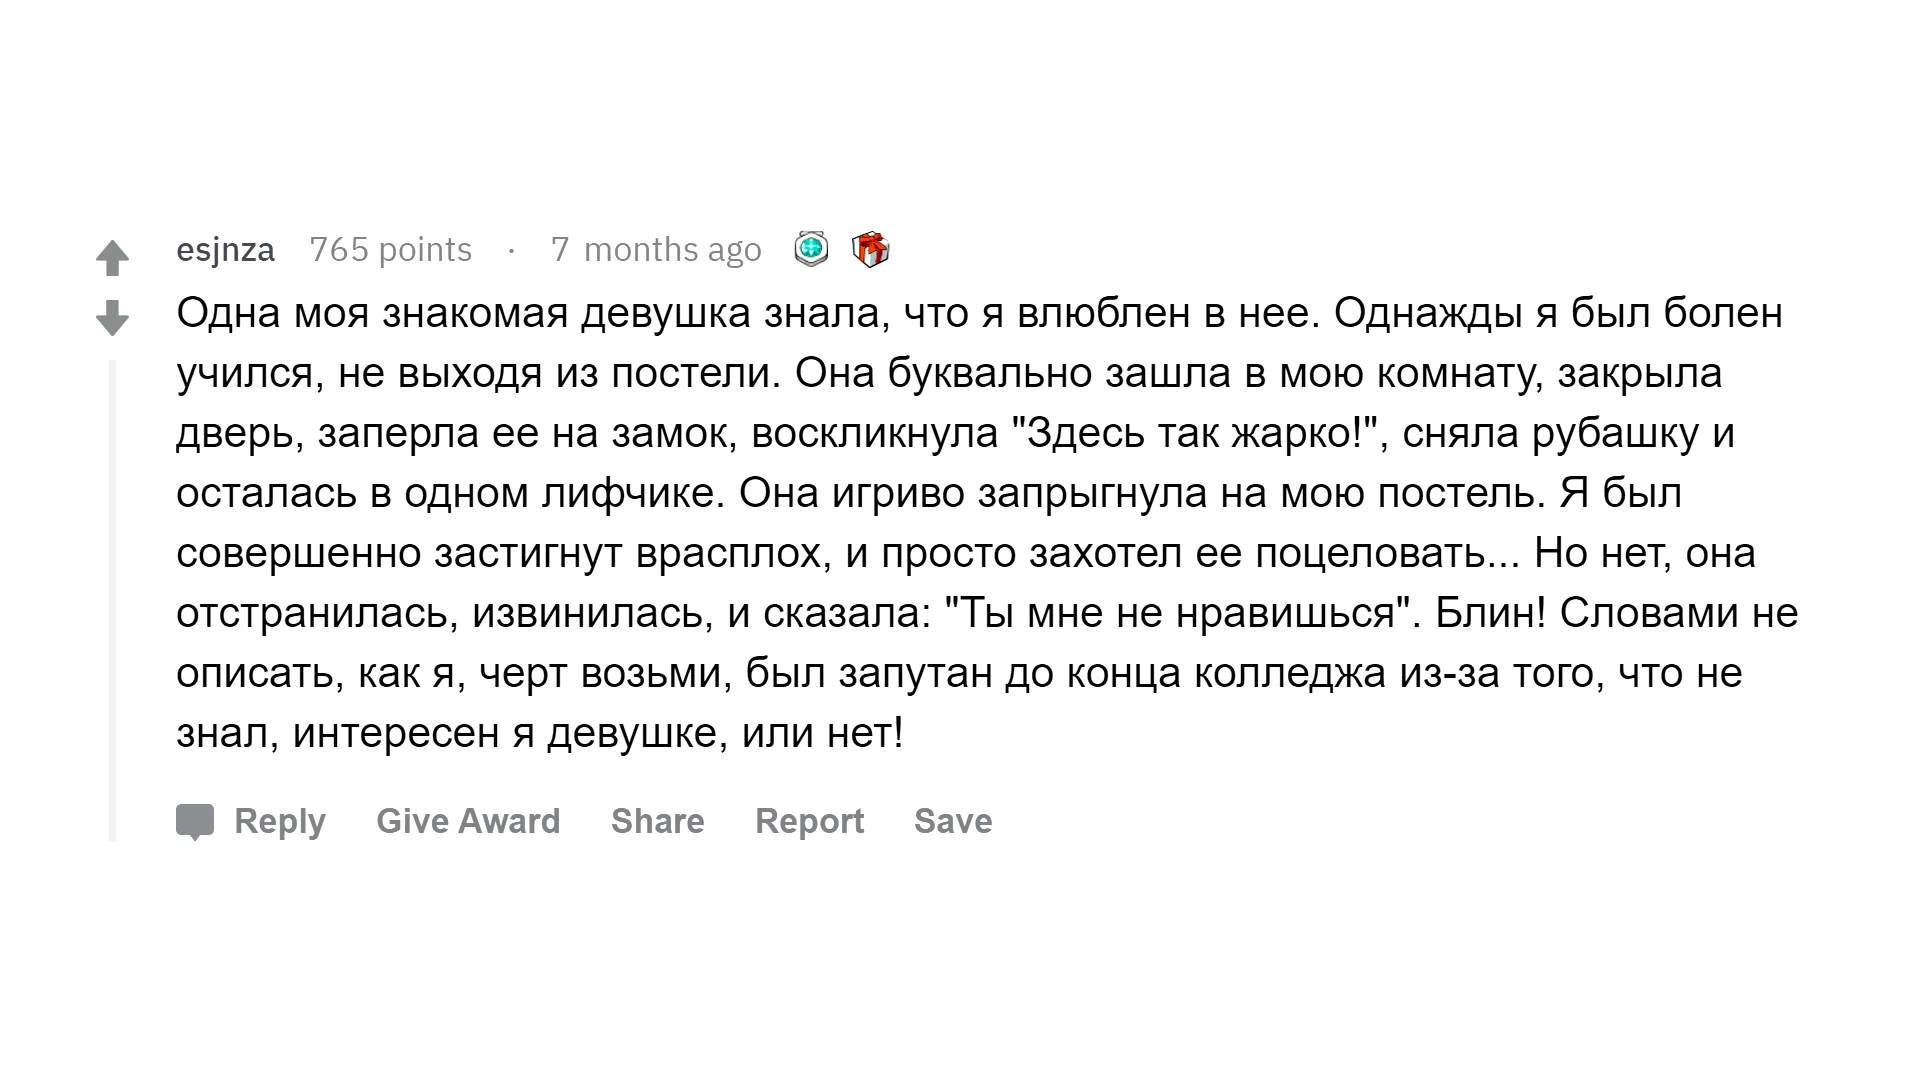 esjnza 765 points · 7 months ago
Одна моя знакомая девушка знала, что я влюблен в нее. Однажды я был болен
учился, не выходя из постели. Она буквально зашла в мою комнату, закрыла
дверь, заперла ее на замок, воскликнула "Здесь так жарко!", сняла рубашку и
осталась в одном лифчике. Она игриво запрыгнула на мою постель. Я был
совершенно застигнут врасплох, и просто захотел ее поцеловать... Но нет, она
отстранилась, извинилась, и сказала: "Ты мне не нравишься". Блин! Словами не
описать, как я, черт возьми, был запутан до конца колледжа из-за того, что не
знал, интересен я девушке, или нет!
Reply Give Award Share Report Save